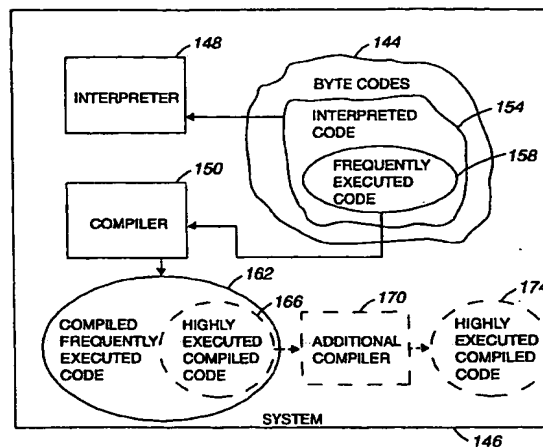 148
144
INTERPRETER
BYTE CODES
154
INTERPRETED
CODE
158
FREQUENTLY
EXECUTED
CODE
150
COMPILER
162
166
170
174
COMPILED
FREQUENTLY
EXECUTED
CODE
HIGHLY
EXECUTED
COMPILED
CODE
ADDITIONAL
COMPILER
HIGHLY
EXECUTED
COMPILED
CODE
SYSTEM
146